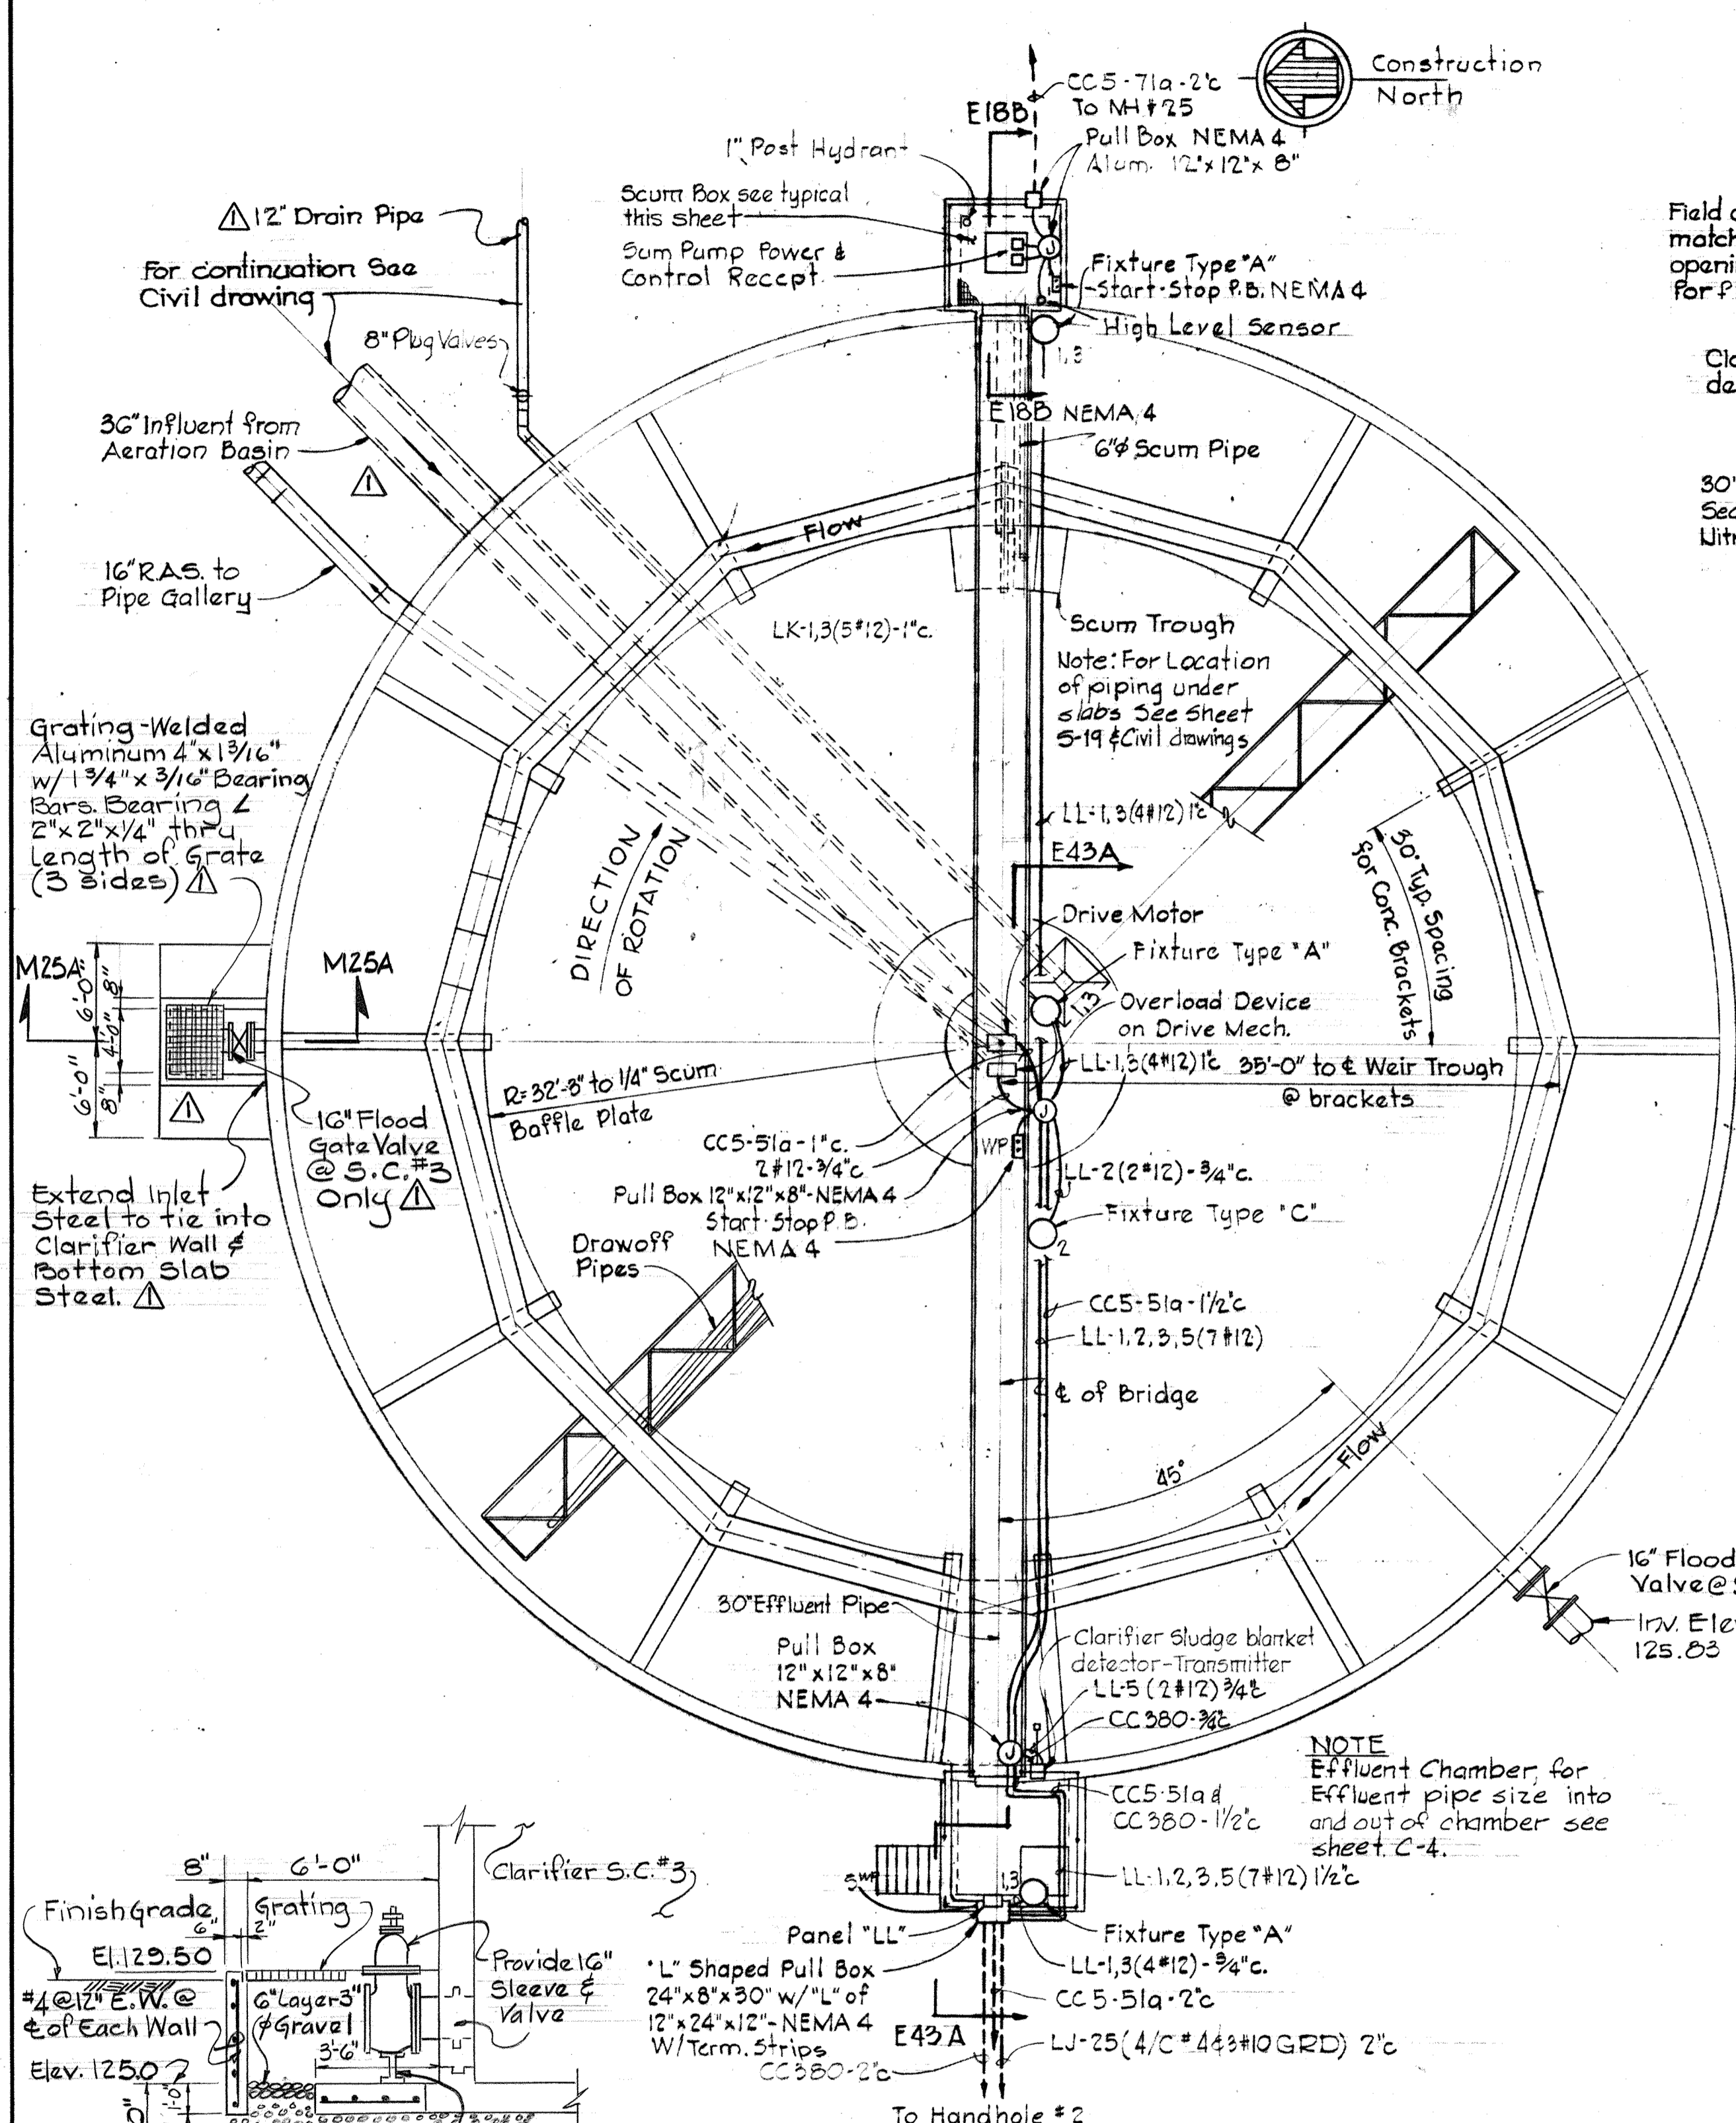 Construction
North
CC5-71a-2"c
To MH#25
E18B
Pull Box NEMA 4
Alum. 12"x12"x 8"
1" Post Hydrant
Scum Box see typical
this sheet
Sum Pump Power &
Control Recept.
Fixture Type "A"
Start-Stop P.B. NEMA 4
High Level Sensor
1,3
⚠ 12" Drain Pipe
For continuation See
Civil drawing
8" Plug Valves
36" Influent from
Aeration Basin
1
E18B NEMA 4
6"ø Scum Pipe
Flow
16" R.A.S. to
Pipe Gallery
LK-1,3(5#12)-1"c.
Scum Trough
Note: For Location
of piping under
slabs See Sheet
5-19 & Civil drawings
Field
match
openi
for f
Cla
de
30"
Sec
Nitr
Grating-Welded
Aluminum 4"x1 3/16"
w/1 3/4"x 3/16" Bearing
Bars. Bearing L
2"x2"x1/4" thru
Length of Grate
(3 sides) 1
DIRECTION
OF ROTATION
LL-1,3(4#12)1"c
E43A
30° Typ. Spacing
for Conc. Brackets
Drive Motor
Fixture Type "A"
1,3
Overload Device
on Drive Mech.
LL-1,3(4#12)1"c
35'-0" to ℄ Weir Trough
@ brackets
M25A
M25A
6'-0"
8"
4'-0"
6'-0"
8"
1
R=32'-3" to 1/4" Scum
Baffle Plate
16" Flood
Gate Valve
@ S.C.#3
Only 1
Extend Inlet
Steel to tie into
Clarifier Wall &
Bottom Slab
Steel. 1
CC5-51a-1"c.
2#12-3/4"c
J
WP
Pull Box 12"x12"x8"-NEMA 4
Start-Stop P.B.
NEMA 4
LL-2(2#12)-3/4"c.
Fixture Type "C"
2
Drawoff
Pipes
CC5-51a-1 1/2"c
LL-1,2,3,5(7#12)
℄ of Bridge
45°
Flow
16" Flood
Valve@
Inv. Ele
125.83
30" Effluent Pipe
Pull Box
12"x12"x8"
NEMA 4
Clarifier Sludge blanket
detector-Transmitter
LL-5 (2#12) 3/4"c
CC380-3/4"c
J
NOTE
Effluent Chamber, for
Effluent pipe size into
and out of chamber see
sheet C-4.
CC5-51a &
CC380-1 1/2"c
LL-1,2,3,5(7#12) 1 1/2"c
1,3
Panel "LL"
Fixture Type "A"
"L" Shaped Pull Box
24"x8"x30" w/"L" of
12"x24"x12"-NEMA 4
W/Term. Strips
LL-1,3(4#12)-3/4"c.
CC5-51a-2"c
E43A
LJ-25(4/C #4&3#10 GRD) 2"c
CC380-2"c
To Handhole #2
8"
6'-0"
Clarifier S.C.#3
Finish Grade
Grating
6"
2"
El.129.50
#4@12" E.W.@
℄ of Each Wall
6" Layer-3"
ø Gravel
Provide 16"
Sleeve &
Valve
3'-6"
Elev. 125.0
1'-0"